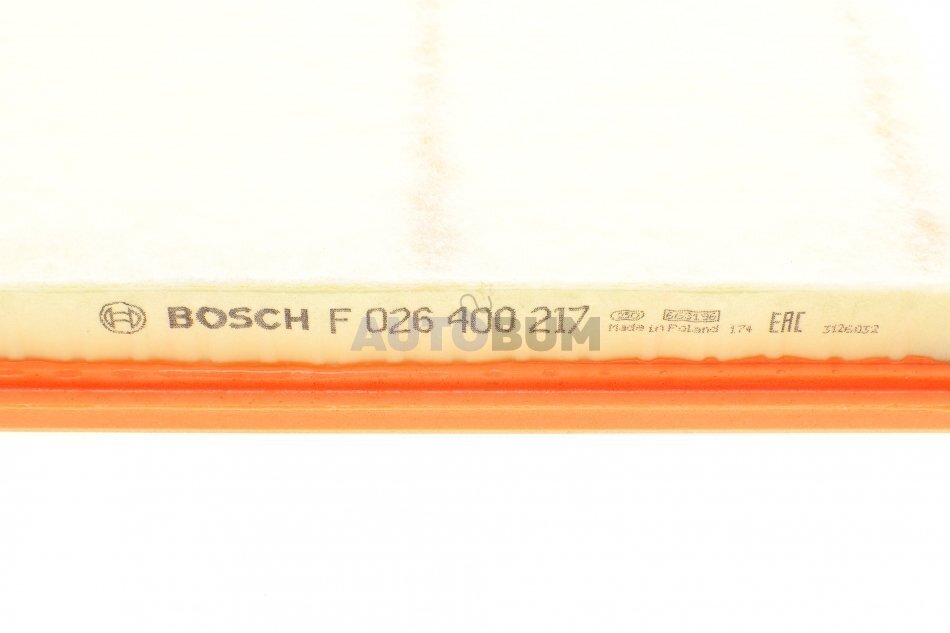 BOSCH F 026 400 217
Made in Poland 174 EAC 3126032
AUTOBUM